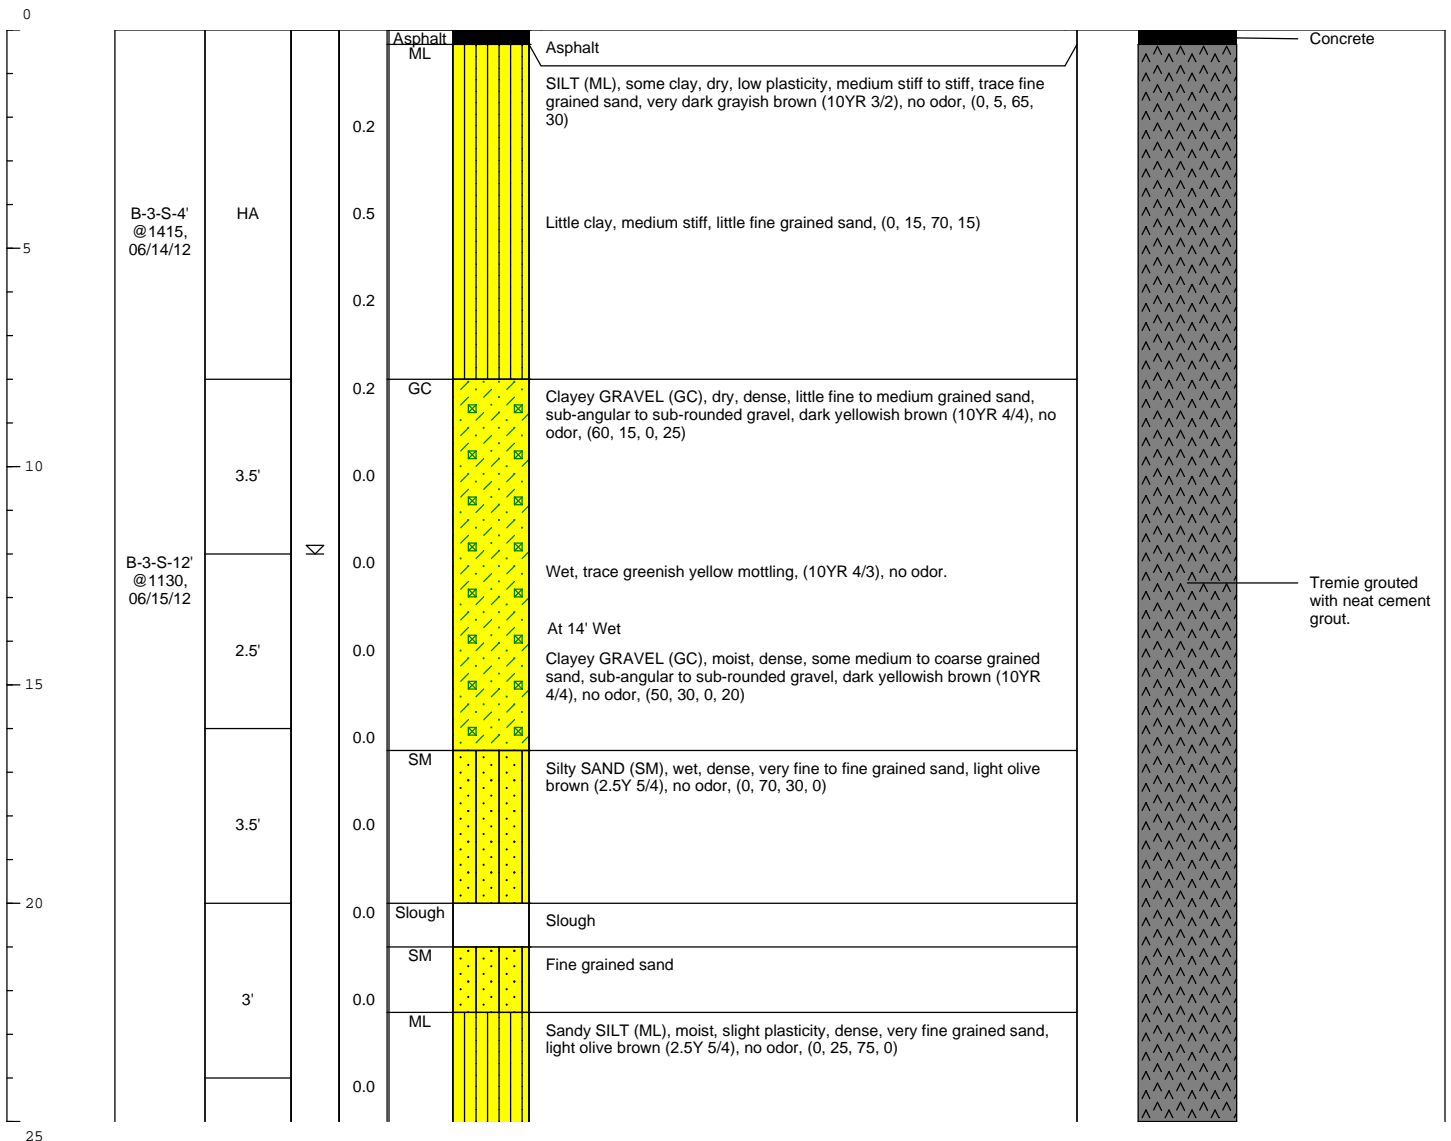 0
Asphalt
Asphalt
Concrete
ML
SILT (ML), some clay, dry, low plasticity, medium stiff to stiff, trace fine
grained sand, very dark grayish brown (10YR 3/2), no odor, (0, 5, 65,
30)
0.2
B-3-S-4'
@1415,
06/14/12
HA
0.5
Little clay, medium stiff, little fine grained sand, (0, 15, 70, 15)
5
0.2
0.2
GC
Clayey GRAVEL (GC), dry, dense, little fine to medium grained sand,
sub-angular to sub-rounded gravel, dark yellowish brown (10YR 4/4), no
odor, (60, 15, 0, 25)
10
3.5'
0.0
B-3-S-12'
@1130,
06/15/12
0.0
Wet, trace greenish yellow mottling, (10YR 4/3), no odor.
Tremie grouted
with neat cement
grout.
At 14' Wet
2.5'
0.0
Clayey GRAVEL (GC), moist, dense, some medium to coarse grained
sand, sub-angular to sub-rounded gravel, dark yellowish brown (10YR
4/4), no odor, (50, 30, 0, 20)
15
0.0
SM
Silty SAND (SM), wet, dense, very fine to fine grained sand, light olive
brown (2.5Y 5/4), no odor, (0, 70, 30, 0)
3.5'
0.0
20
0.0
Slough
Slough
SM
Fine grained sand
3'
0.0
ML
Sandy SILT (ML), moist, slight plasticity, dense, very fine grained sand,
light olive brown (2.5Y 5/4), no odor, (0, 25, 75, 0)
0.0
25